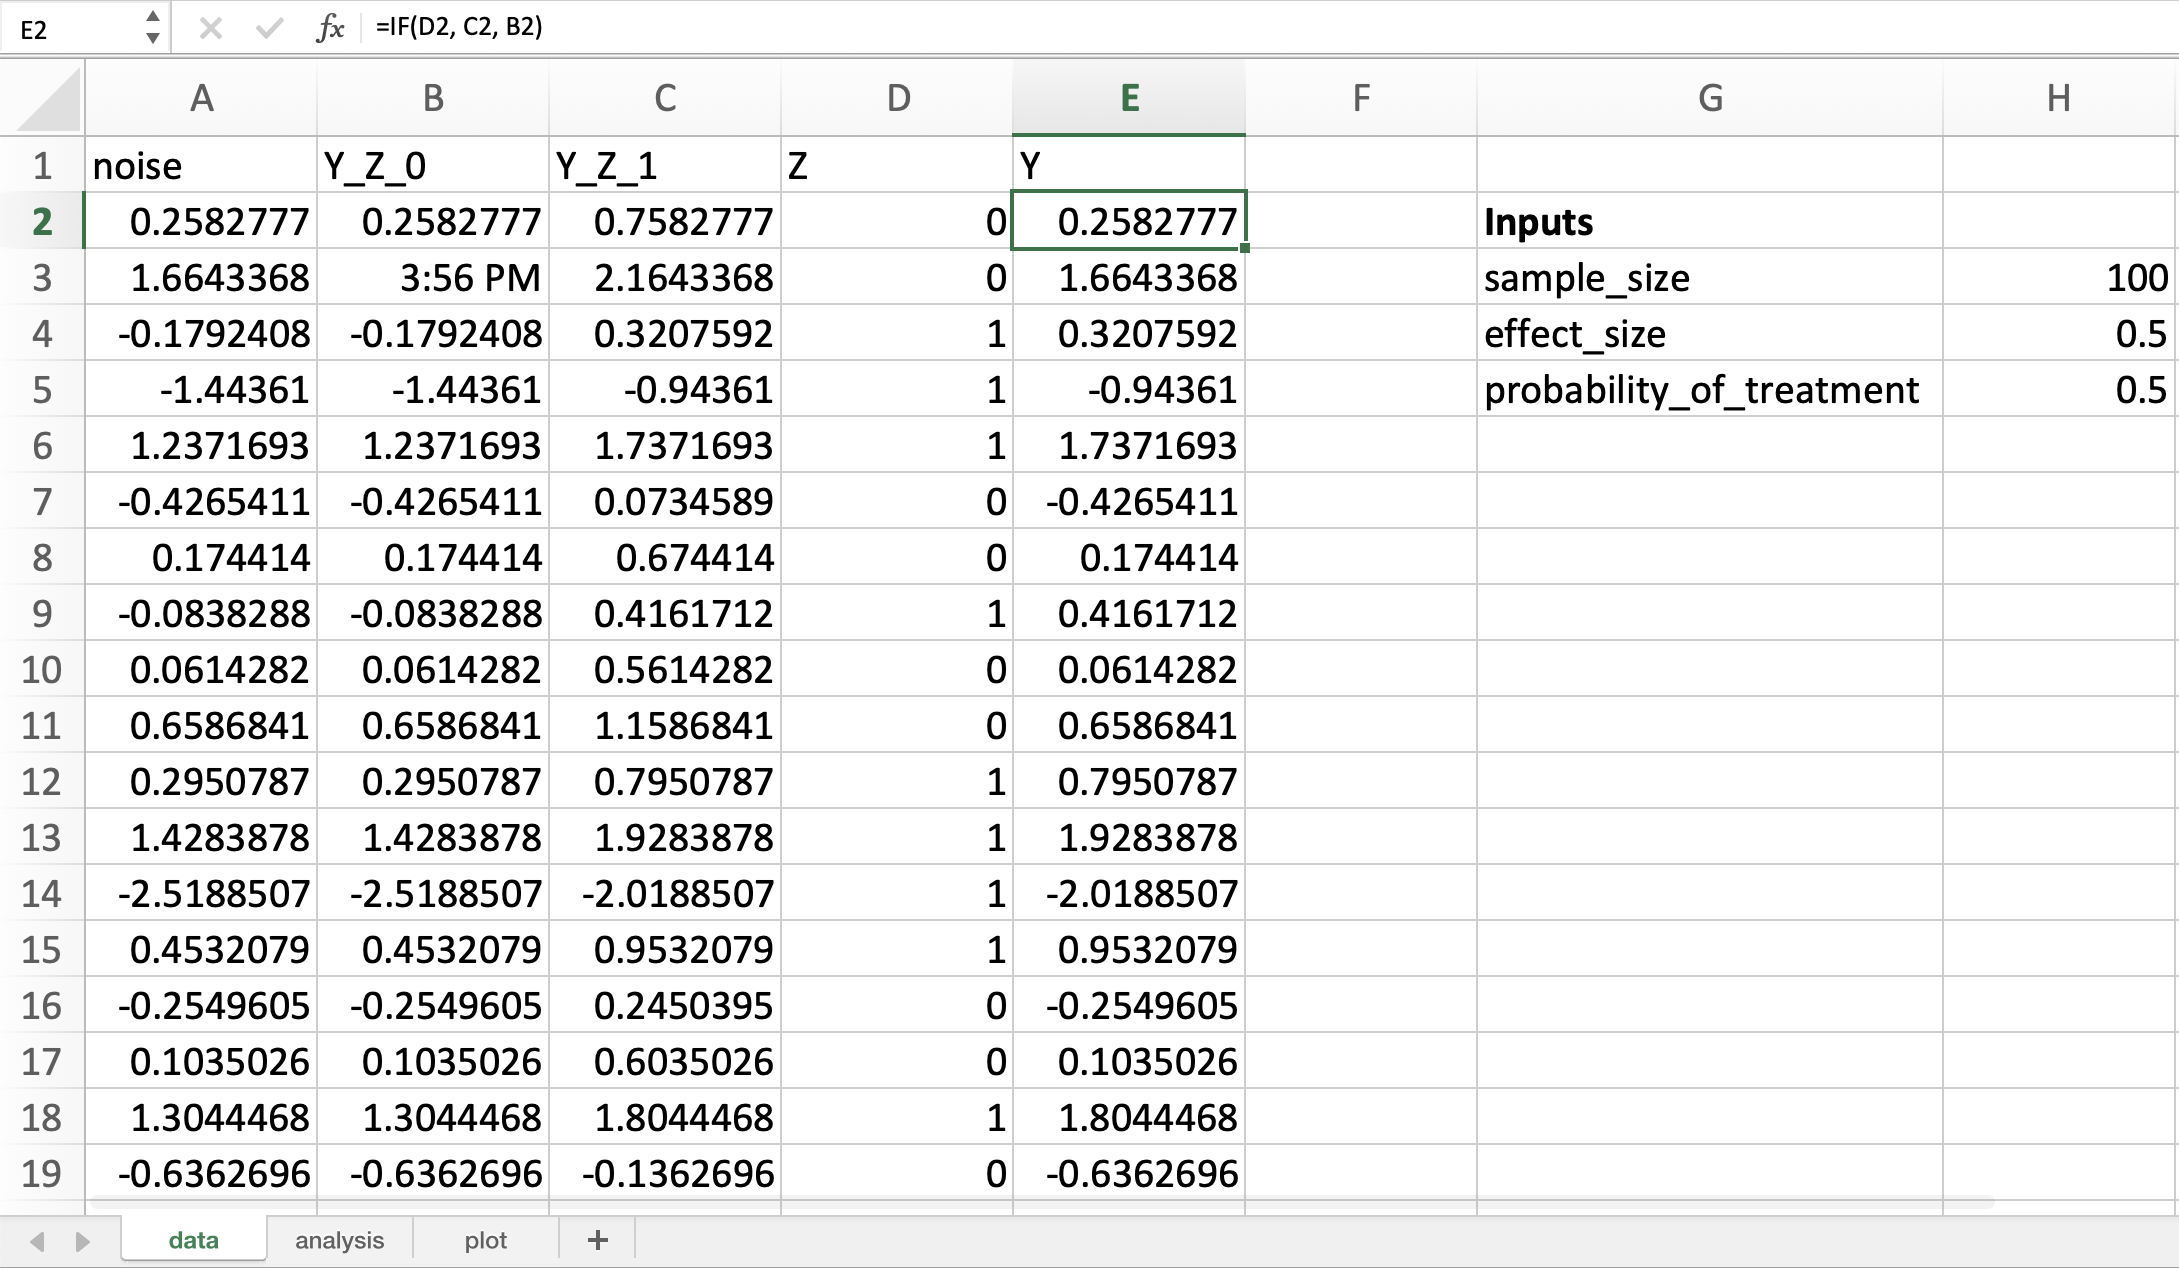 E2 fx =IF(D2, C2, B2)
A B C D E F G H
1 noise Y_Z_0 Y_Z_1 Z Y
2 0.2582777 0.2582777 0.7582777 0 0.2582777 Inputs
3 1.6643368 3:56 PM 2.1643368 0 1.6643368 sample_size 100
4 -0.1792408 -0.1792408 0.3207592 1 0.3207592 effect_size 0.5
5 -1.44361 -1.44361 -0.94361 1 -0.94361 probability_of_treatment 0.5
6 1.2371693 1.2371693 1.7371693 1 1.7371693
7 -0.4265411 -0.4265411 0.0734589 0 -0.4265411
8 0.174414 0.174414 0.674414 0 0.174414
9 -0.0838288 -0.0838288 0.4161712 1 0.4161712
10 0.0614282 0.0614282 0.5614282 0 0.0614282
11 0.6586841 0.6586841 1.1586841 0 0.6586841
12 0.2950787 0.2950787 0.7950787 1 0.7950787
13 1.4283878 1.4283878 1.9283878 1 1.9283878
14 -2.5188507 -2.5188507 -2.0188507 1 -2.0188507
15 0.4532079 0.4532079 0.9532079 1 0.9532079
16 -0.2549605 -0.2549605 0.2450395 0 -0.2549605
17 0.1035026 0.1035026 0.6035026 0 0.1035026
18 1.3044468 1.3044468 1.8044468 1 1.8044468
19 -0.6362696 -0.6362696 -0.1362696 0 -0.6362696
data analysis plot +